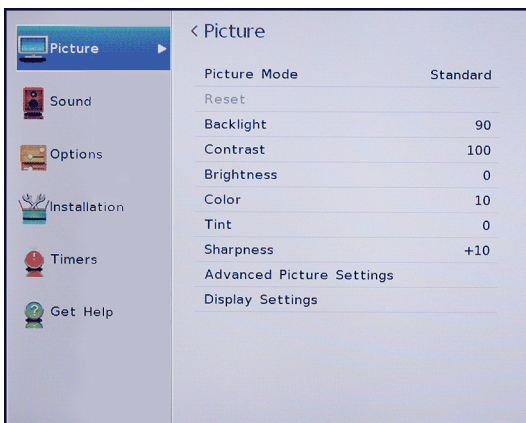 Picture
Sound
Options
Installation
Timers
Get Help
< Picture
Picture Mode Standard
Reset
Backlight 90
Contrast 100
Brightness 0
Color 10
Tint 0
Sharpness +10
Advanced Picture Settings
Display Settings